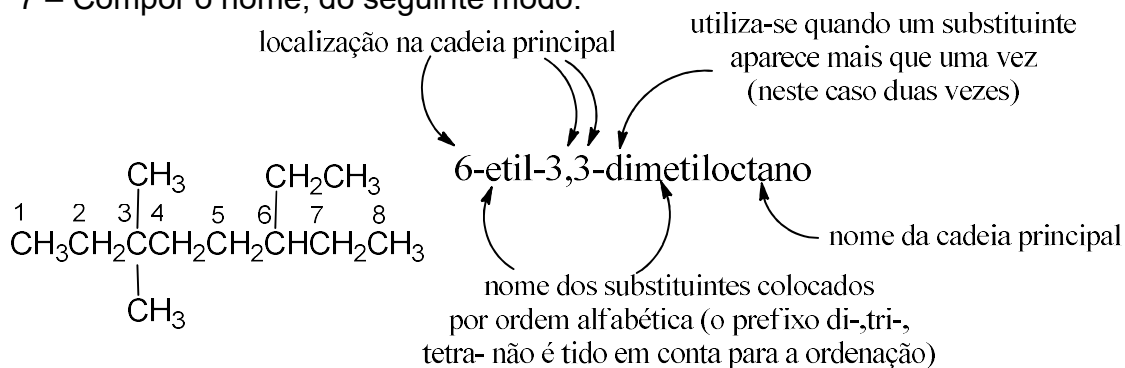 7 – Compor o nome, do seguinte modo:
localização na cadeia principal
utiliza-se quando um substituinte
aparece mais que uma vez
(neste caso duas vezes)
6-etil-3,3-dimetiloctano
nome da cadeia principal
nome dos substituintes colocados
por ordem alfabética (o prefixo di-,tri-,
tetra- não é tido em conta para a ordenação)
CH3 CH2CH3
1 2 3 4 5 6 7 8
CH3CH2CCH2CH2CHCH2CH3
CH3